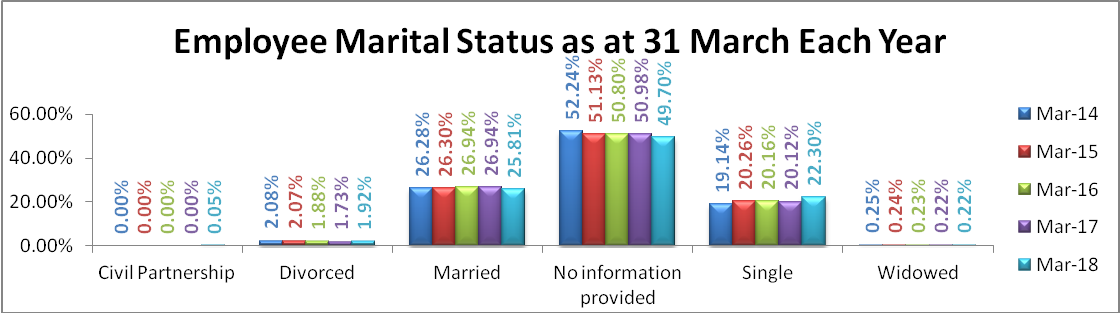 Employee Marital Status as at 31 March Each Year
60.00%
40.00%
20.00%
0.00%
0.00%
0.00%
0.00%
0.00%
0.05%
2.08%
2.07%
1.88%
1.73%
1.92%
26.28%
26.30%
26.94%
26.94%
25.81%
52.24%
51.13%
50.80%
50.98%
49.70%
19.14%
20.26%
20.16%
20.12%
22.30%
0.25%
0.24%
0.23%
0.22%
0.22%
Civil Partnership
Divorced
Married
No information
provided
Single
Widowed
Mar-14
Mar-15
Mar-16
Mar-17
Mar-18